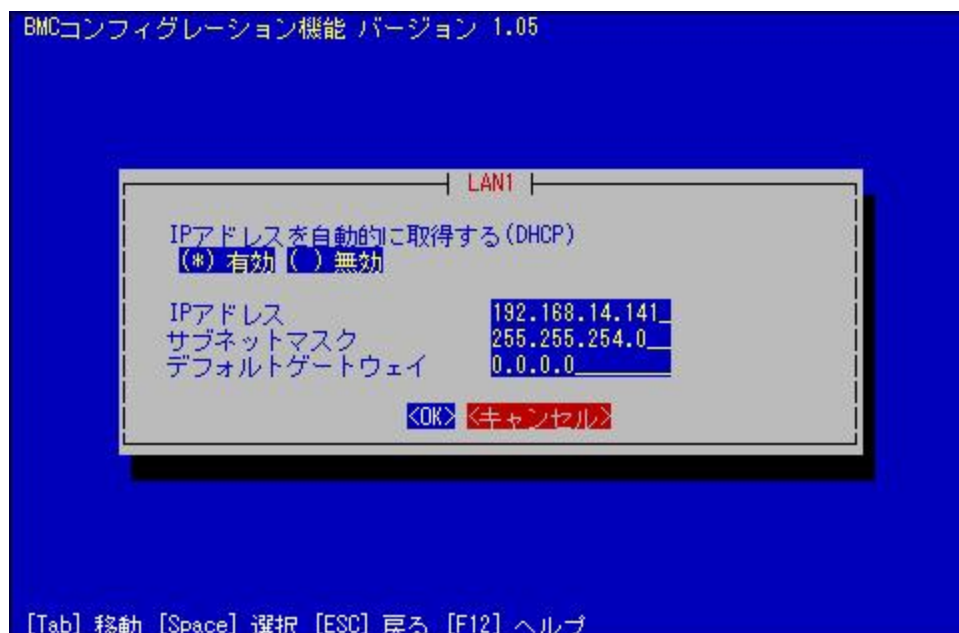 BMCコンフィグレーション機能 バージョン 1.05
LAN1
IPアドレスを自動的に取得する(DHCP)
(*) 有効 ( ) 無効
IPアドレス 192.168.14.141_
サブネットマスク 255.255.254.0__
デフォルトゲートウェイ 0.0.0.0________
<OK> <キャンセル>
[Tab] 移動 [Space] 選択 [ESC] 戻る [F12] ヘルプ